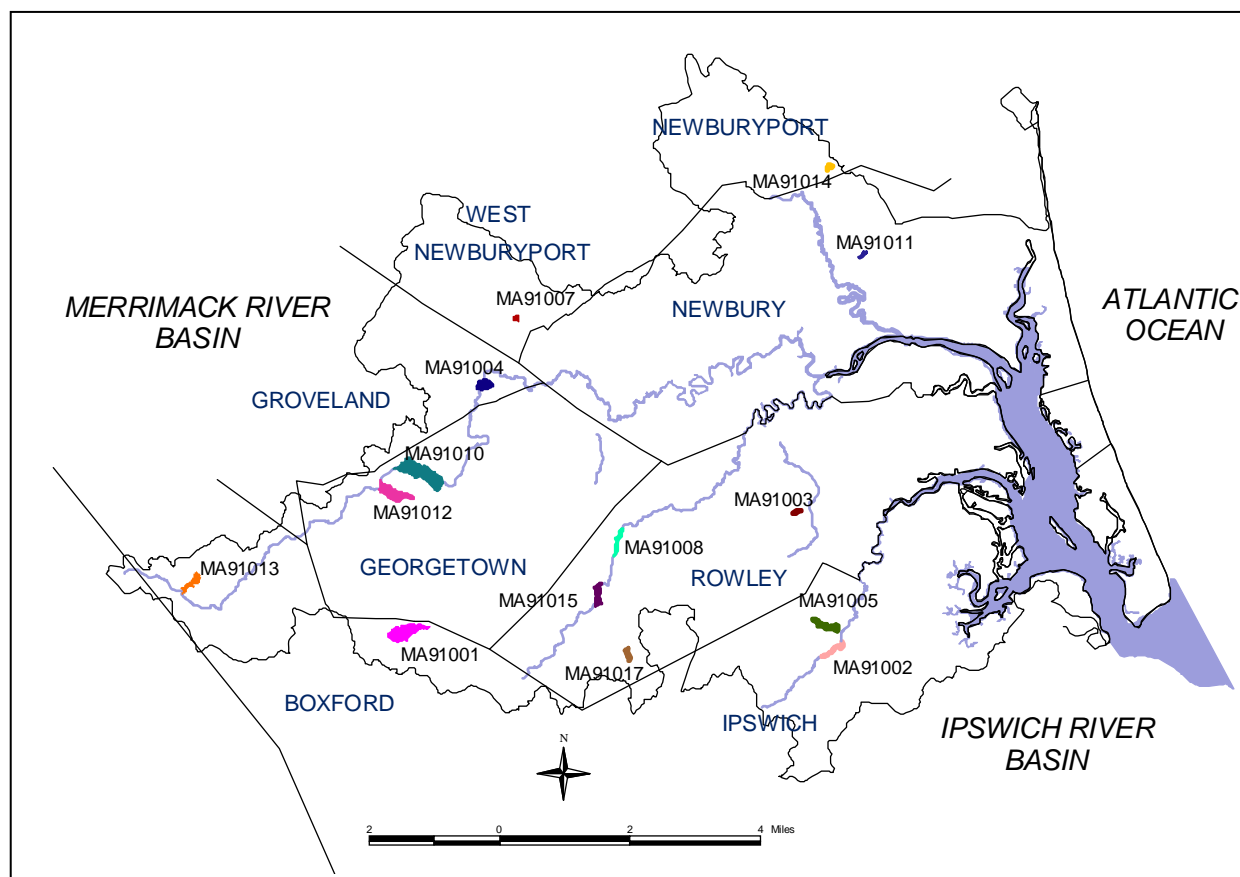 NEWBURYPORT
MA91014
WEST
NEWBURYPORT
MA91011
MA91007
MERRIMACK RIVER
BASIN
NEWBURY
ATLANTIC
OCEAN
MA91004
GROVELAND
MA91010
MA91003
MA91012
MA91008
MA91013
GEORGETOWN
ROWLEY
MA91015
MA91005
MA91001
MA91017
MA91002
BOXFORD
IPSWICH
IPSWICH RIVER
BASIN
N
2 0 2 4 Miles